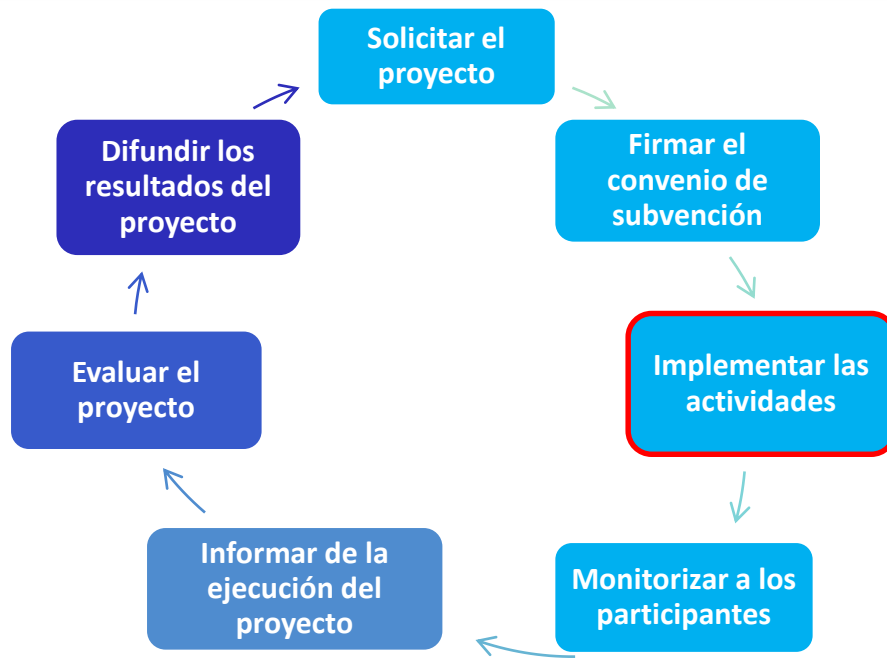 Solicitar el
proyecto
Firmar el
convenio de
subvención
Implementar las
actividades
Monitorizar a los
participantes
Informar de la
ejecución del
proyecto
Evaluar el
proyecto
Difundir los
resultados del
proyecto